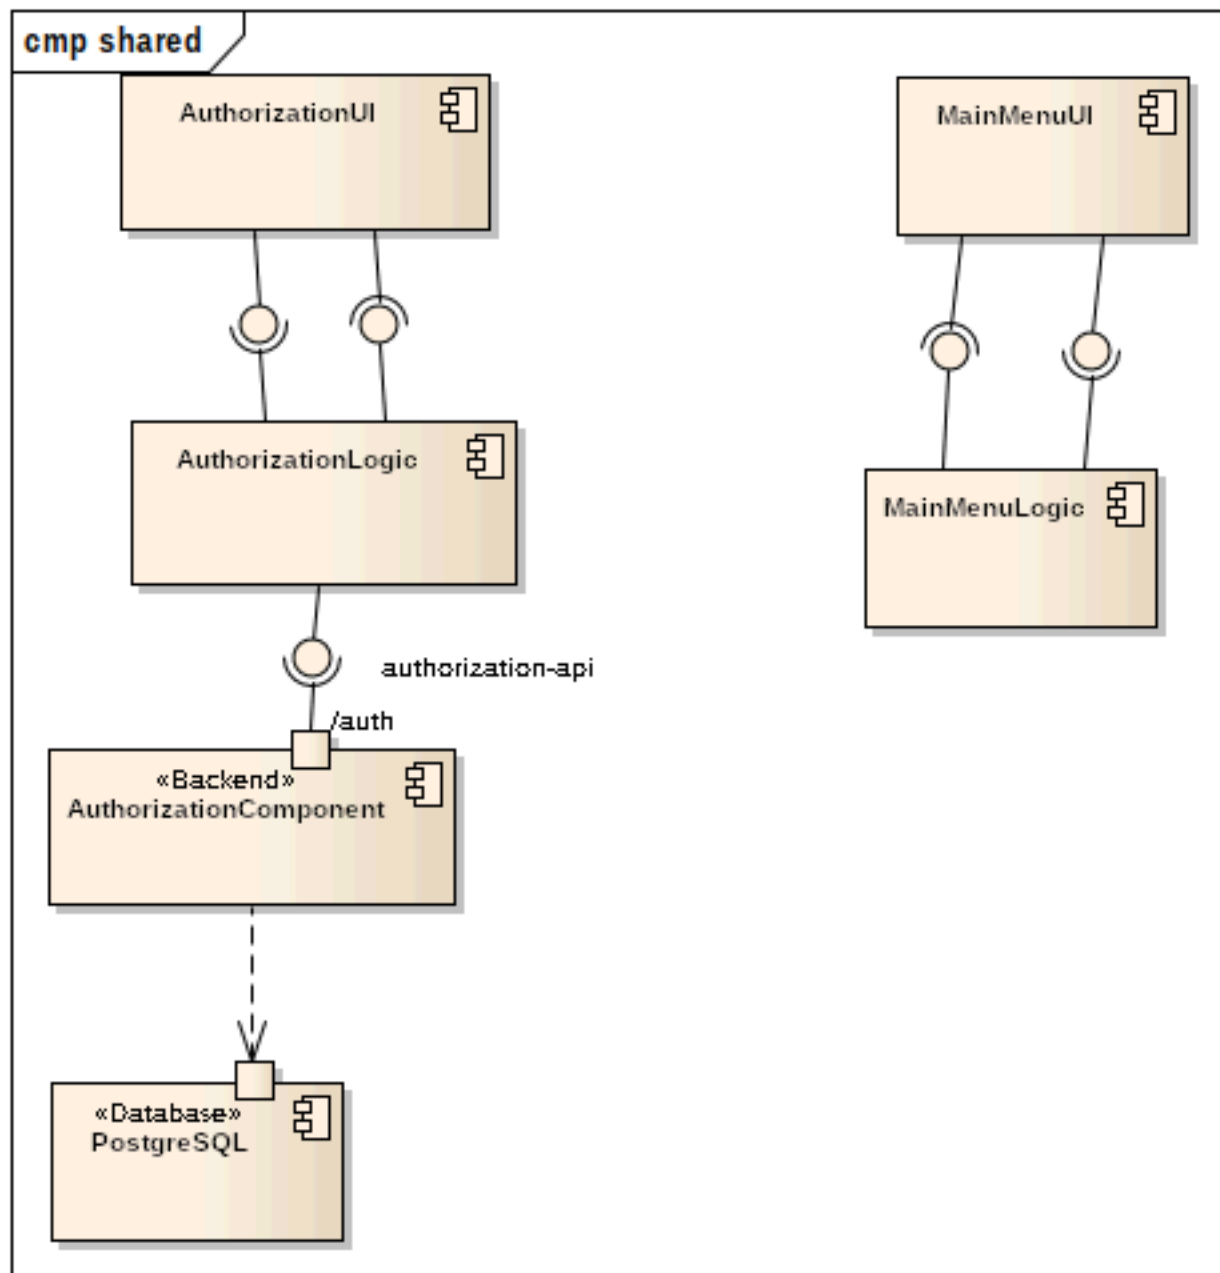 cmp shared
AuthorizationUI
MainMenuUI
AuthorizationLogic
MainMenuLogic
authorization-api
/auth
«Backend»
AuthorizationComponent
«Database»
PostgreSQL